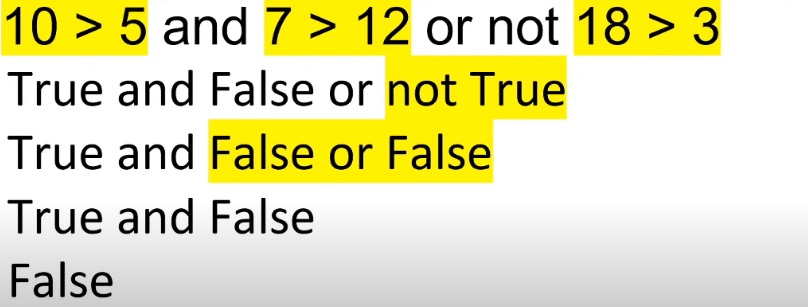 10 > 5 and 7 > 12 or not 18 > 3
True and False or not True
True and False or False
True and False
False